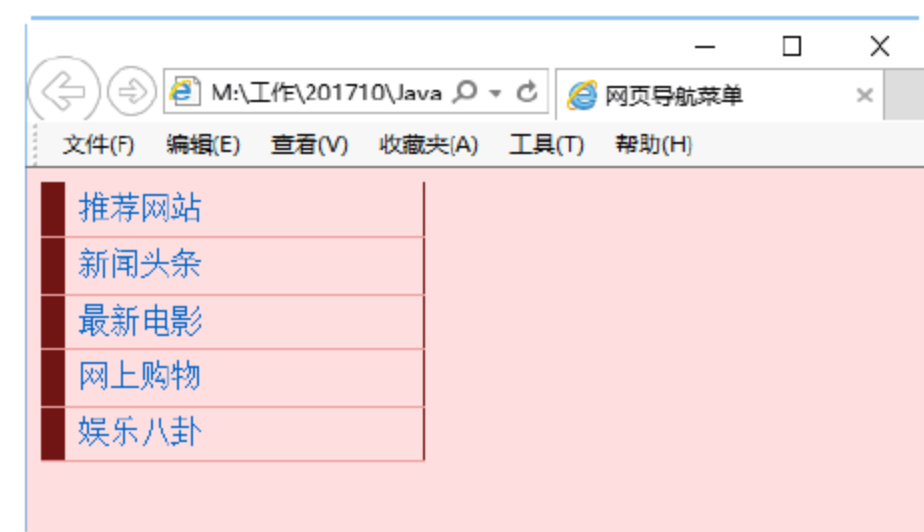 M:\工作\201710\Java
网页导航菜单
文件(F) 编辑(E) 查看(V) 收藏夹(A) 工具(T) 帮助(H)
推荐网站
新闻头条
最新电影
网上购物
娱乐八卦